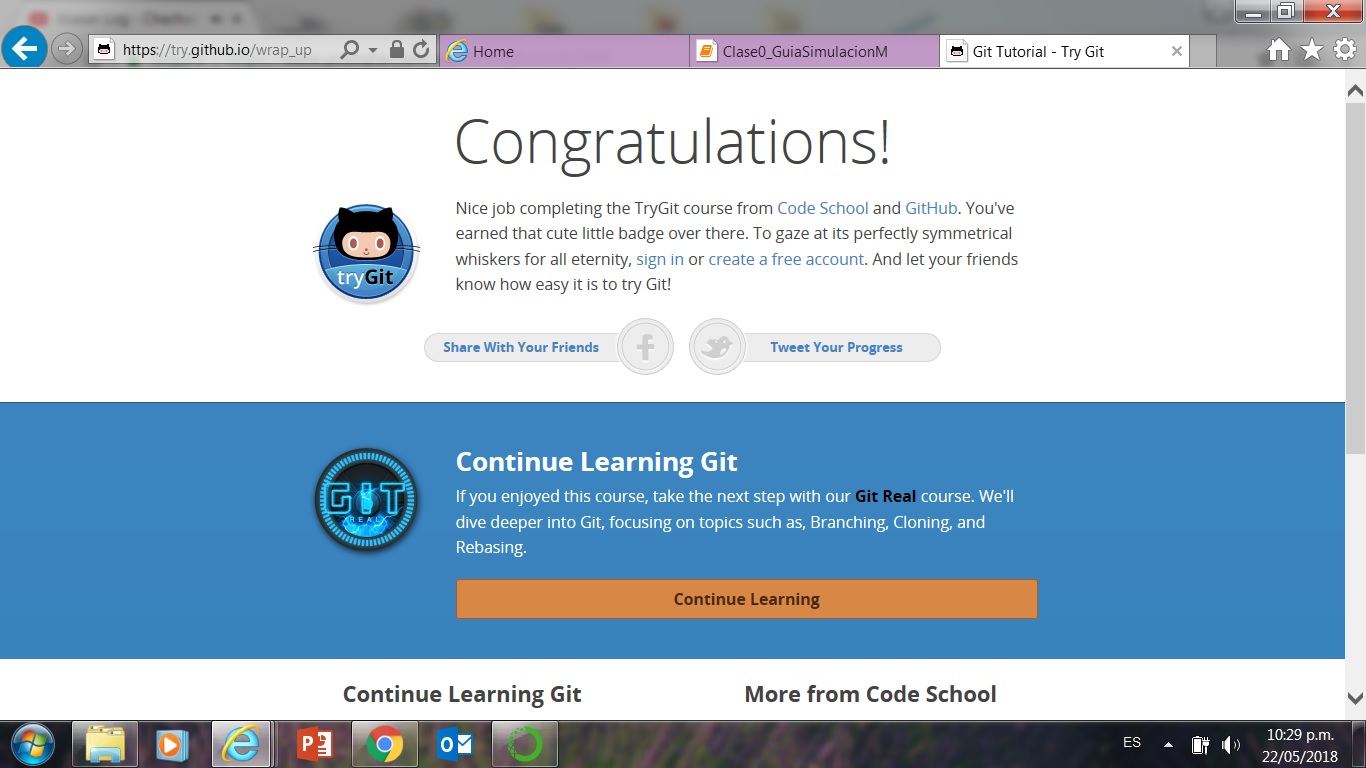 https://try.github.io/wrap_up
Home
Clase0_GuiaSimulacionM
Git Tutorial - Try Git
Congratulations!
tryGit
Nice job completing the TryGit course from Code School and GitHub. You've
earned that cute little badge over there. To gaze at its perfectly symmetrical
whiskers for all eternity, sign in or create a free account. And let your friends
know how easy it is to try Git!
Share With Your Friends
Tweet Your Progress
GIT
REAL
Continue Learning Git
If you enjoyed this course, take the next step with our Git Real course. We'll
dive deeper into Git, focusing on topics such as, Branching, Cloning, and
Rebasing.
Continue Learning
Continue Learning Git
More from Code School
ES
10:29 p.m.
22/05/2018